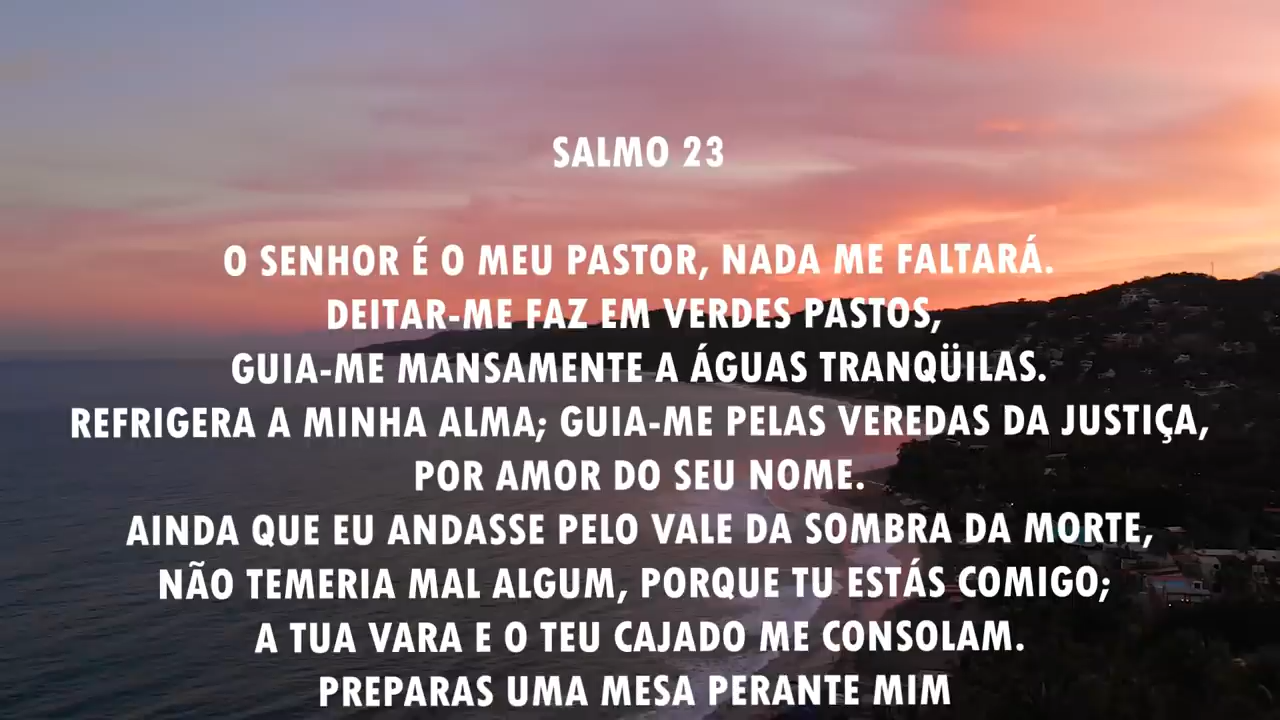 SALMO 23
O SENHOR É O MEU PASTOR, NADA ME FALTARÁ.
DEITAR-ME FAZ EM VERDES PASTOS,
GUIA-ME MANSAMENTE A ÁGUAS TRANQÜILAS.
REFRIGERA A MINHA ALMA; GUIA-ME PELAS VEREDAS DA JUSTIÇA,
POR AMOR DO SEU NOME.
AINDA QUE EU ANDASSE PELO VALE DA SOMBRA DA MORTE,
NÃO TEMERIA MAL ALGUM, PORQUE TU ESTÁS COMIGO;
A TUA VARA E O TEU CAJADO ME CONSOLAM.
PREPARAS UMA MESA PERANTE MIM